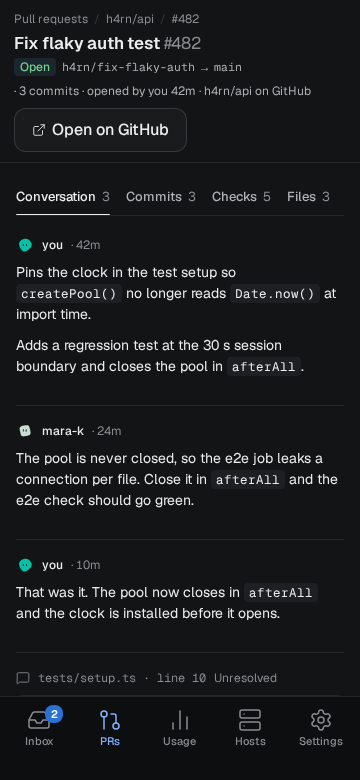 Pull requests / h4rn/api / #482
Fix flaky auth test #482
Open h4rn/fix-flaky-auth → main
· 3 commits · opened by you 42m · h4rn/api on GitHub
Open on GitHub
Conversation 3 Commits 3 Checks 5 Files 3
you · 42m
Pins the clock in the test setup so
createPool() no longer reads Date.now() at
import time.
Adds a regression test at the 30 s session
boundary and closes the pool in afterAll.
mara-k · 24m
The pool is never closed, so the e2e job leaks a
connection per file. Close it in afterAll and the
e2e check should go green.
you · 10m
That was it. The pool now closes in afterAll
and the clock is installed before it opens.
tests/setup.ts · line 10 Unresolved
2
Inbox PRs Usage Hosts Settings